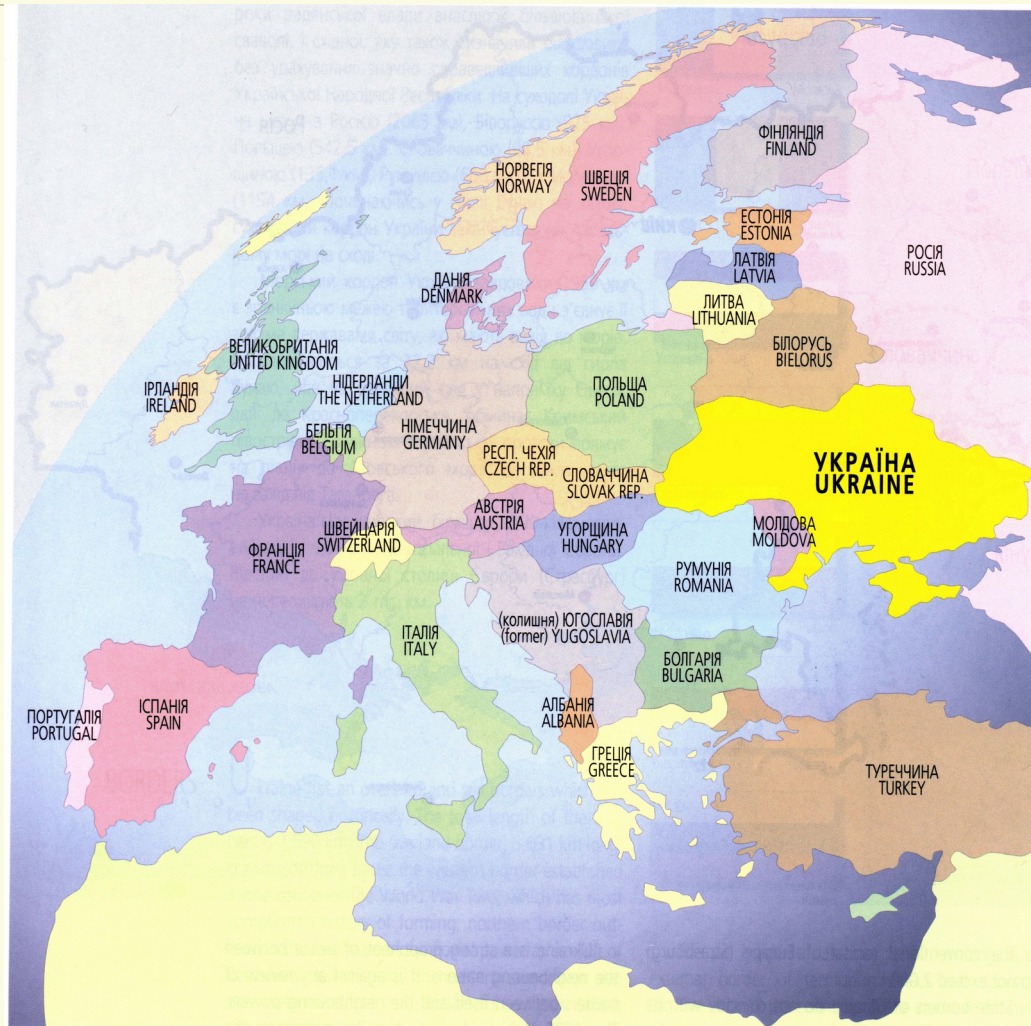 НОРВЕГІЯ
NORWAY
ШВЕЦІЯ
SWEDEN
ФІНЛЯНДІЯ
FINLAND
ЕСТОНІЯ
ESTONIA
РОСІЯ
RUSSIA
ЛАТВІЯ
LATVIA
ДАНІЯ
DENMARK
ЛИТВА
LITHUANIA
БІЛОРУСЬ
BIELORUS
ВЕЛИКОБРИТАНІЯ
UNITED KINGDOM
ІРЛАНДІЯ
IRELAND
НІДЕРЛАНДИ
THE NETHERLAND
ПОЛЬЩА
POLAND
БЕЛЬГІЯ
BELGIUM
НІМЕЧЧИНА
GERMANY
РЕСП. ЧЕХІЯ
CZECH REP.
СЛОВАЧЧИНА
SLOVAK REP.
УКРАЇНА
UKRAINE
АВСТРІЯ
AUSTRIA
ШВЕЙЦАРІЯ
SWITZERLAND
УГОРЩИНА
HUNGARY
МОЛДОВА
MOLDOVA
ФРАНЦІЯ
FRANCE
РУМУНІЯ
ROMANIA
(колишня) ЮГОСЛАВІЯ
(former) YUGOSLAVIA
ІТАЛІЯ
ITALY
БОЛГАРІЯ
BULGARIA
ПОРТУГАЛІЯ
PORTUGAL
ІСПАНІЯ
SPAIN
АЛБАНІЯ
ALBANIA
ГРЕЦІЯ
GREECE
ТУРЕЧЧИНА
TURKEY